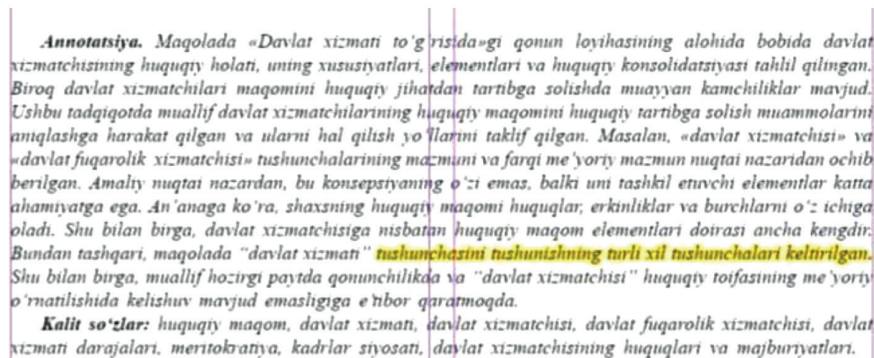 Annotatsiya. Maqolada «Davlat xizmati to‘g‘risida»gi qonun loyihasining alohida bobida davlat
xizmatchisining huquqiy holati, uning xususiyatlari, elementlari va huquqiy konsolidatsiyasi tahlil qilingan.
Biroq davlat xizmatchilari maqomini huquqiy jihatdan tartibga solishda muayyan kamchiliklar mavjud.
Ushbu tadqiqotda muallif davlat xizmatchilarining huquqiy maqomini huquqiy tartibga solish muammolarini
aniqlashga harakat qilgan va ularni hal qilish yo‘llarini taklif qilgan. Masalan, «davlat xizmatchisi» va
«davlat fuqarolik xizmatchisi» tushunchalarining mazmuni va farqi me’yoriy mazmun nuqtai nazaridan ochib
berilgan. Amaliy nuqtai nazardan, bu konsepsiyaning o‘zi emas, balki uni tashkil etuvchi elementlar katta
ahamiyatga ega. An’anaga ko‘ra, shaxsning huquqiy maqomi huquqlar, erkinliklar va burchlarni o‘z ichiga
oladi. Shu bilan birga, davlat xizmatchisiga nisbatan huquqiy maqom elementlari doirasi ancha kengdir.
Bundan tashqari, maqolada “davlat xizmati” tushunchasini tushunishning turli xil tushunchalari keltirilgan.
Shu bilan birga, muallif hozirgi paytda qonunchilikda va “davlat xizmatchisi” huquqiy toifasining me’yoriy
o‘rnatilishida kelishuv mavjud emasligiga e’tibor qaratmoqda.
Kalit so‘zlar: huquqiy maqom, davlat xizmati, davlat xizmatchisi, davlat fuqarolik xizmatchisi, davlat
xizmati darajalari, meritokratiya, kadrlar siyosati, davlat xizmatchisining huquqlari va majburiyatlari.